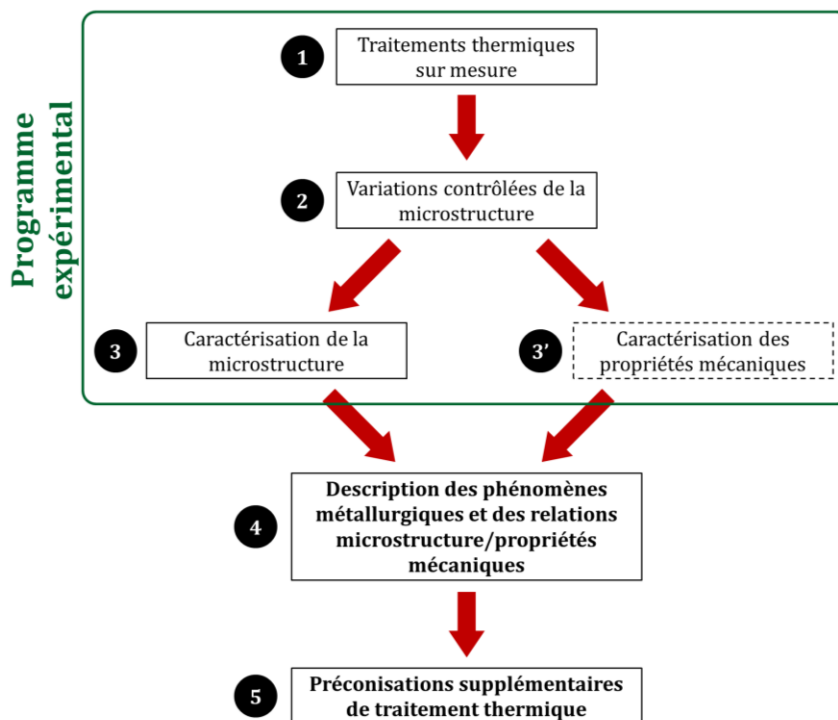 Programme
expérimental
1
Traitements thermiques
sur mesure
2
Variations contrôlées de la
microstructure
3
Caractérisation de la
microstructure
3’
Caractérisation des
propriétés mécaniques
4
Description des phénomènes
métallurgiques et des relations
microstructure/propriétés
mécaniques
5
Préconisations supplémentaires
de traitement thermique